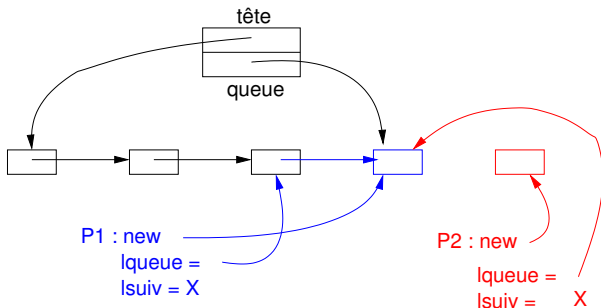 tête
queue
P1 : new
lqueue =
lsuiv = X
P2 : new
lqueue =
lsuiv = X